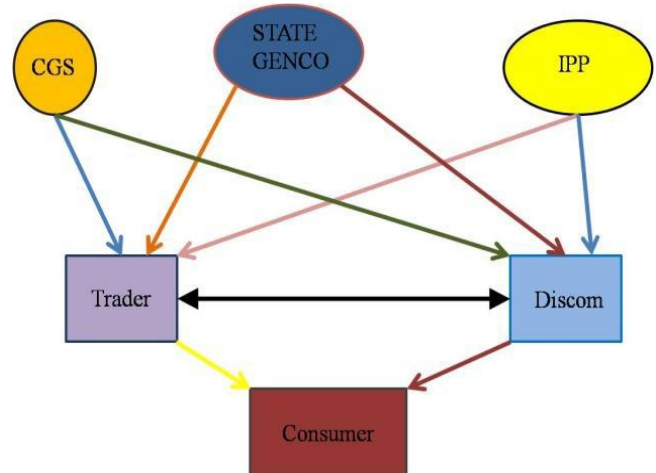 CGS
STATE
GENCO
IPP
Trader
Discom
Consumer